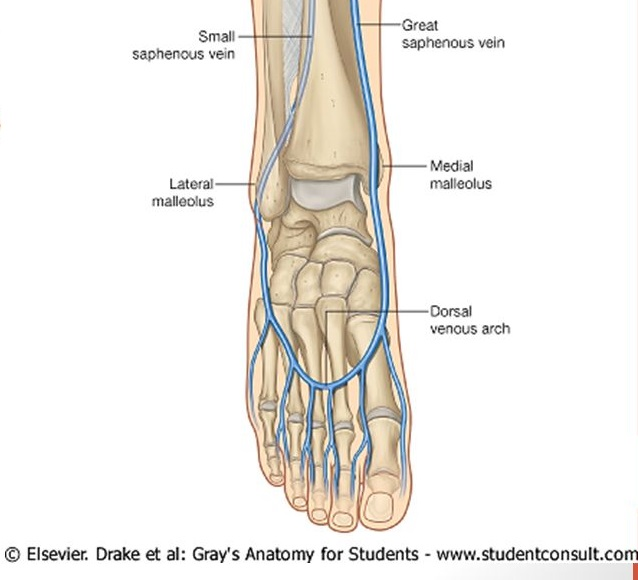 Small
saphenous vein
Great
saphenous vein
Medial
malleolus
Lateral
malleolus
Dorsal
venous arch
© Elsevier. Drake et al: Gray's Anatomy for Students - www.studentconsult.com